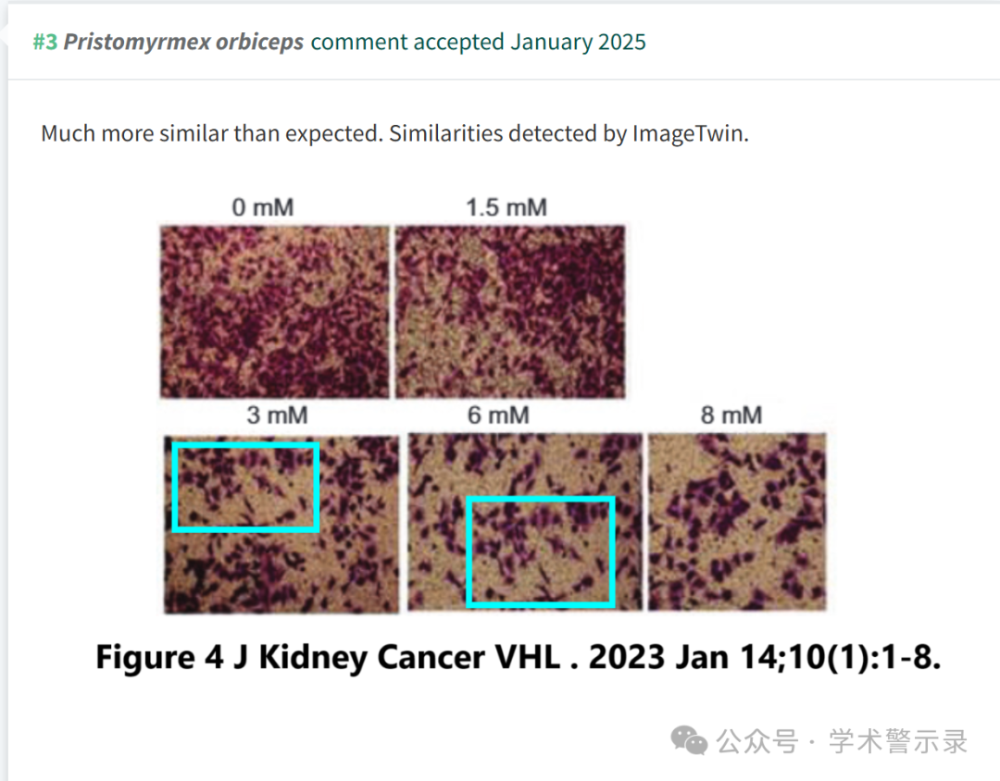 #3 Pristomyrmex orbiceps comment accepted January 2025
Much more similar than expected. Similarities detected by ImageTwin.
0 mM 1.5 mM
3 mM 6 mM 8 mM
Figure 4 J Kidney Cancer VHL . 2023 Jan 14;10(1):1-8.
公众号 · 学术警示录